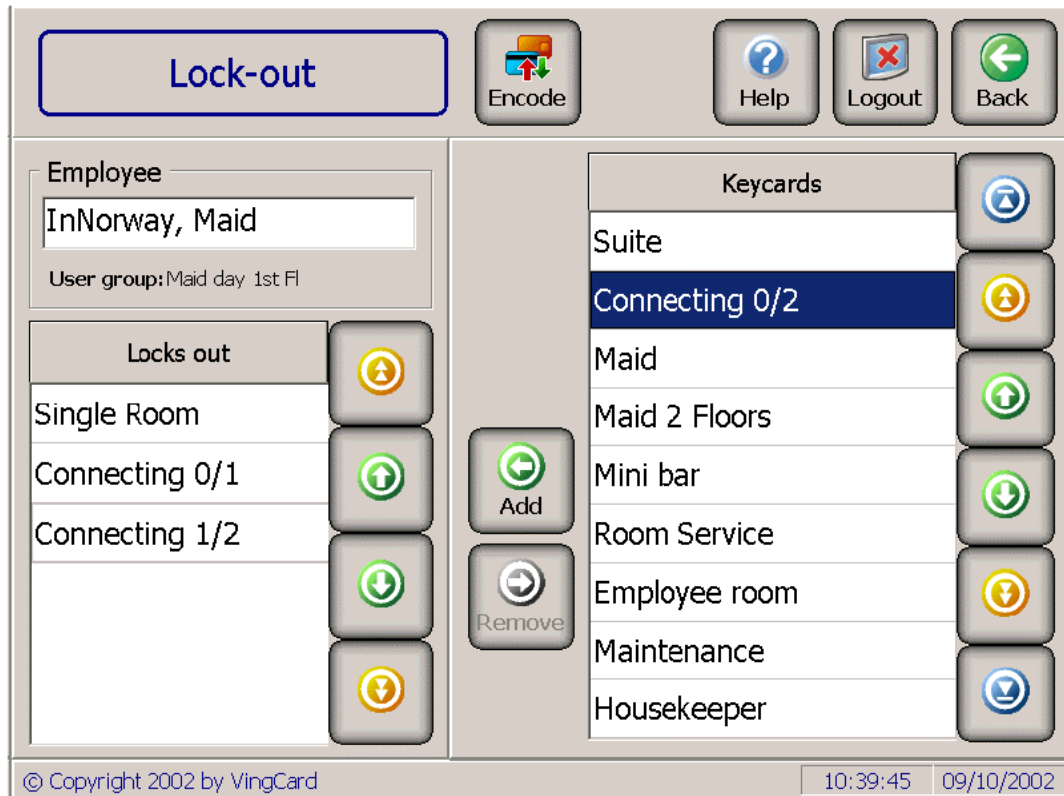 Lock-out
Encode
Help
Logout
Back
Employee
InNorway, Maid
User group: Maid day 1st Fl
Locks out
Single Room
Connecting 0/1
Connecting 1/2
Add
Remove
Keycards
Suite
Connecting 0/2
Maid
Maid 2 Floors
Mini bar
Room Service
Employee room
Maintenance
Housekeeper
© Copyright 2002 by VingCard
10:39:45
09/10/2002